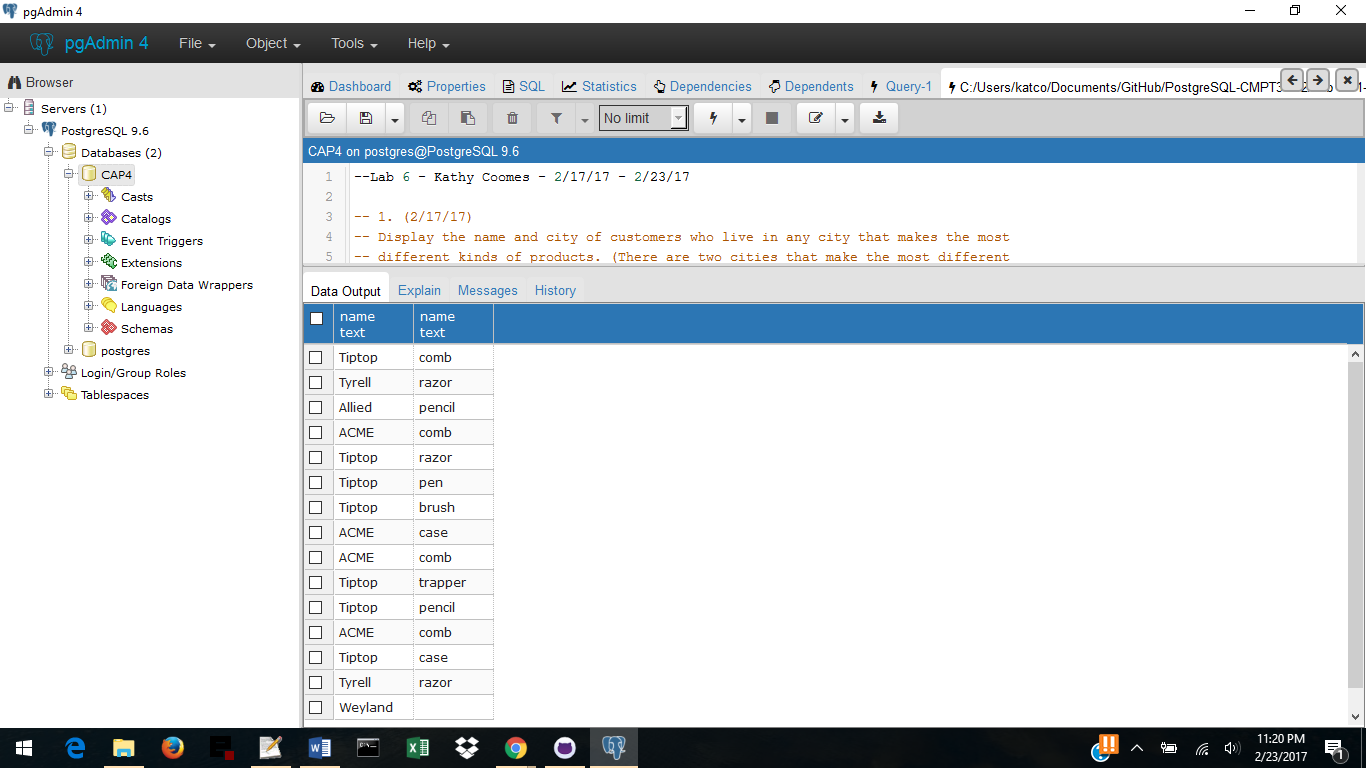 pgAdmin 4
pgAdmin 4 File Object Tools Help
Browser
Servers (1)
PostgreSQL 9.6
Databases (2)
CAP4
Casts
Catalogs
Event Triggers
Extensions
Foreign Data Wrappers
Languages
Schemas
postgres
Login/Group Roles
Tablespaces
Dashboard Properties SQL Statistics Dependencies Dependents Query-1 C:/Users/katco/Documents/GitHub/PostgreSQL-CMPT3
No limit
CAP4 on postgres@PostgreSQL 9.6
1 --Lab 6 - Kathy Coomes - 2/17/17 - 2/23/17
2
3 -- 1. (2/17/17)
4 -- Display the name and city of customers who live in any city that makes the most
5 -- different kinds of products. (There are two cities that make the most different
Data Output Explain Messages History
name name
text text
Tiptop comb
Tyrell razor
Allied pencil
ACME comb
Tiptop razor
Tiptop pen
Tiptop brush
ACME case
ACME comb
Tiptop trapper
Tiptop pencil
ACME comb
Tiptop case
Tyrell razor
Weyland
11:20 PM
2/23/2017
1